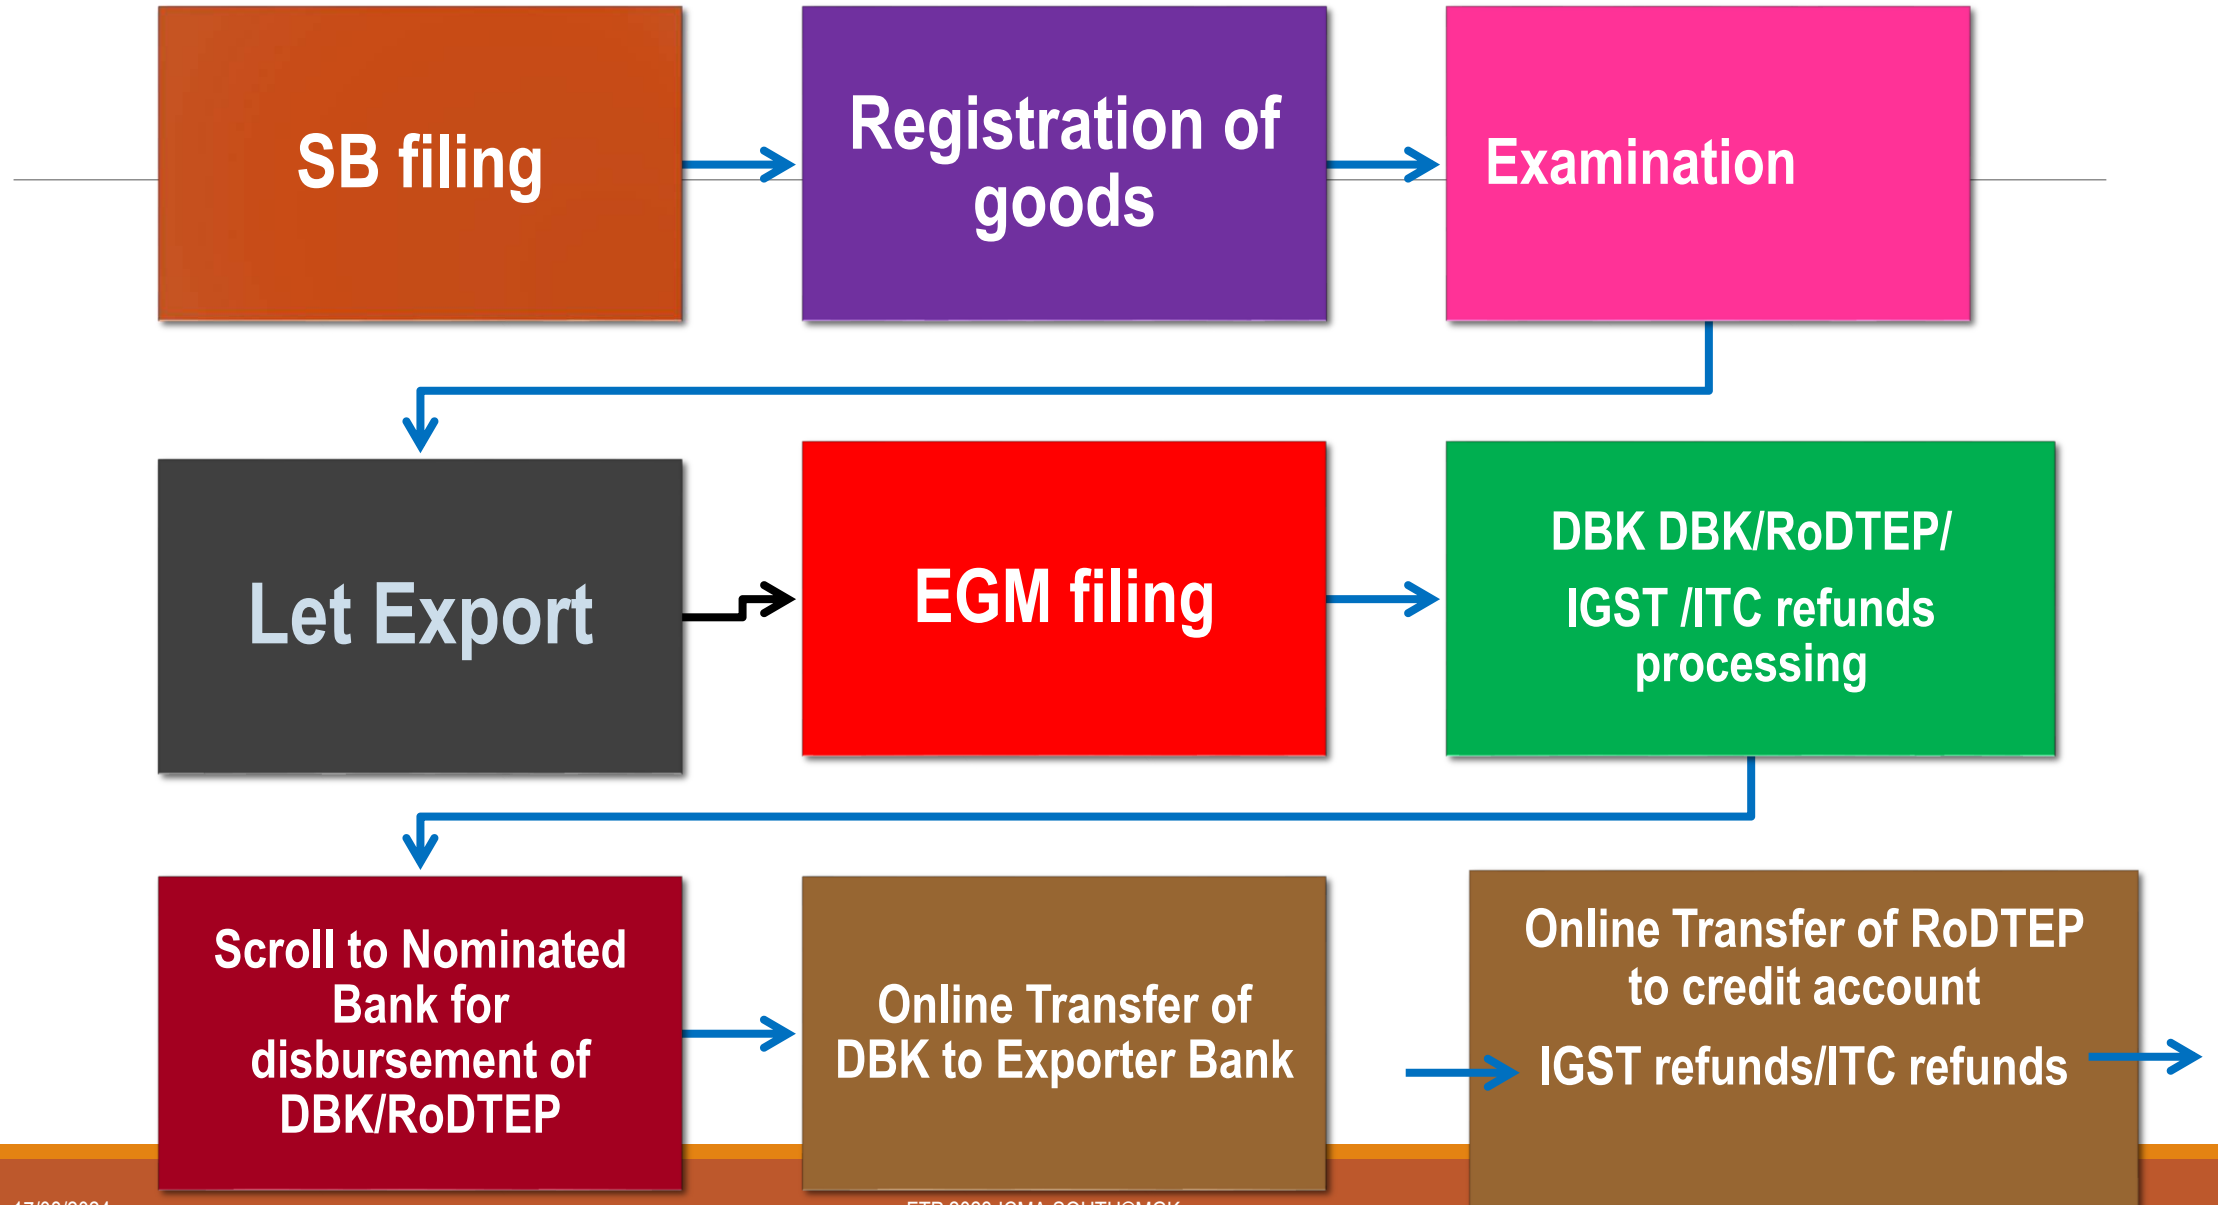 SB filing
Registration of
goods
Examination
Let Export
EGM filing
DBK DBK/RoDTEP/
IGST /ITC refunds
processing
Scroll to Nominated
Bank for
disbursement of
DBK/RoDTEP
Online Transfer of
DBK to Exporter Bank
Online Transfer of RoDTEP
to credit account
IGST refunds/ITC refunds